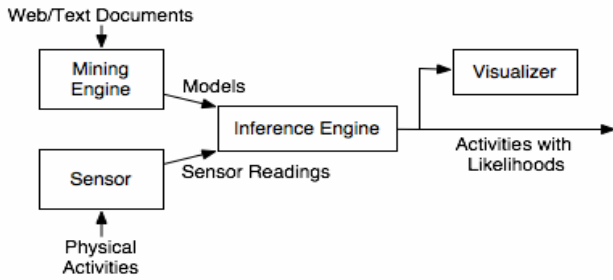 Web/Text Documents
Mining
Engine
Models
Visualizer
Inference Engine
Activities with
Likelihoods
Sensor
Sensor Readings
Physical
Activities